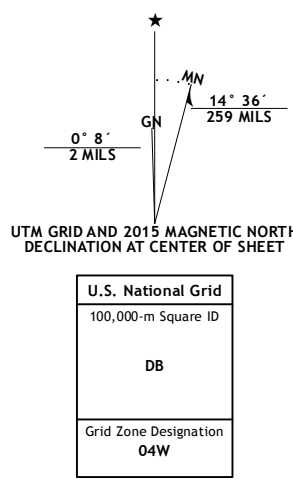 MN
GN
14° 36´
259 MILS
0° 8´
2 MILS
UTM GRID AND 2015 MAGNETIC NORTH
DECLINATION AT CENTER OF SHEET
U.S. National Grid
100,000-m Square ID
DB
Grid Zone Designation
04W